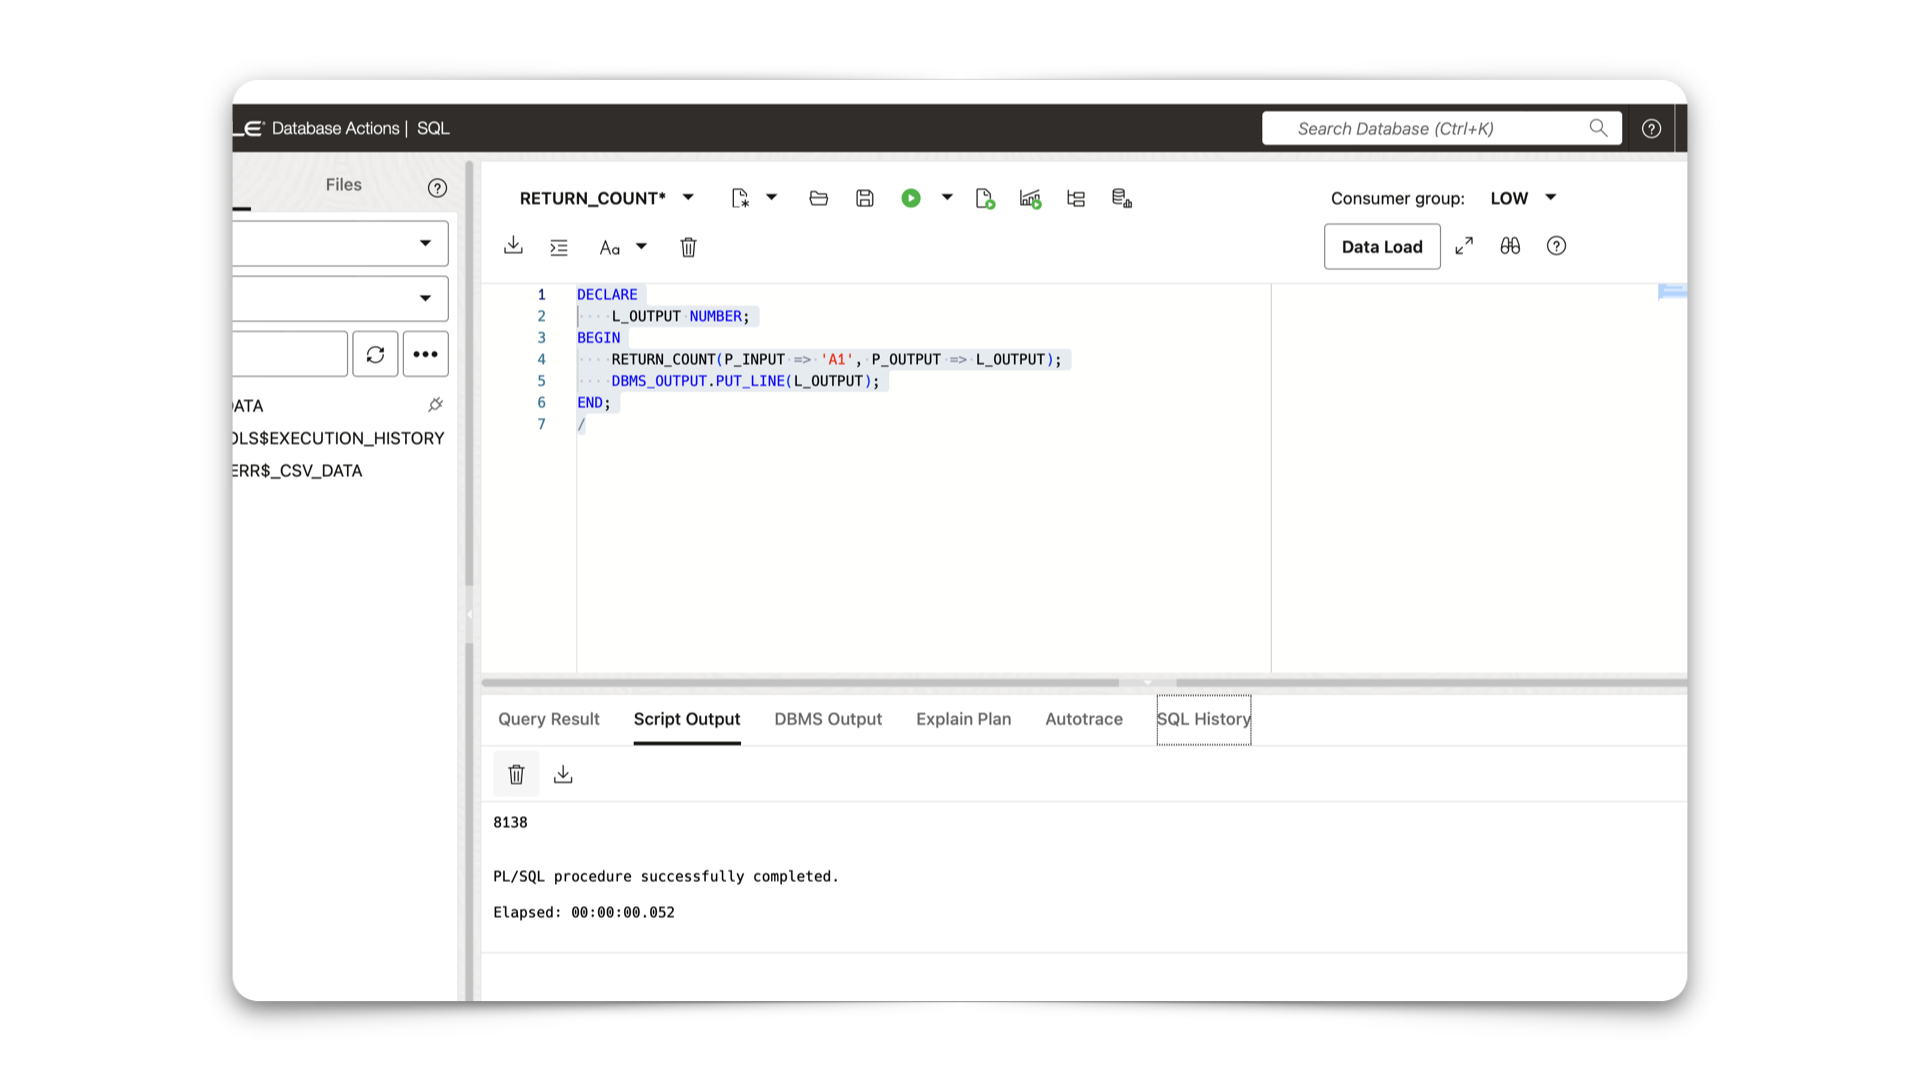 Database Actions | SQL
Search Database (Ctrl+K)
Files
RETURN_COUNT*
Consumer group: LOW
Aa
Data Load
ATA
OLS$EXECUTION_HISTORY
ERR$_CSV_DATA
1 DECLARE
2 L_OUTPUT NUMBER;
3 BEGIN
4 RETURN_COUNT(P_INPUT => 'A1', P_OUTPUT => L_OUTPUT);
5 DBMS_OUTPUT.PUT_LINE(L_OUTPUT);
6 END;
7 /
Query Result Script Output DBMS Output Explain Plan Autotrace SQL History
8138
PL/SQL procedure successfully completed.
Elapsed: 00:00:00.052